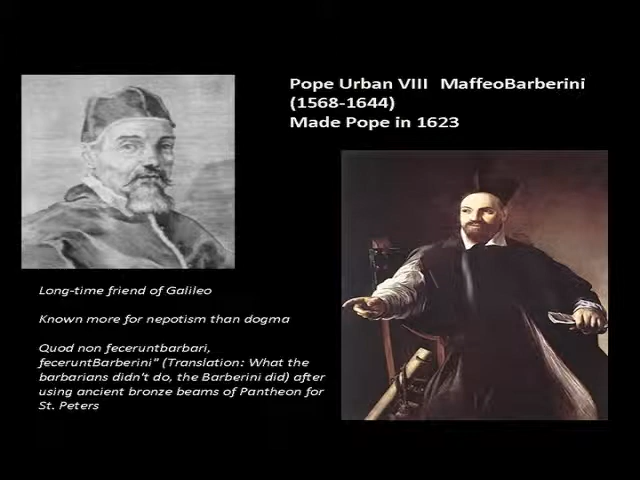 Pope Urban VIII MaffeoBarberini
(1568-1644)
Made Pope in 1623
Long-time friend of Galileo
Known more for nepotism than dogma
Quod non feceruntbarbari,
feceruntBarberini" (Translation: What the
barbarians didn't do, the Barberini did) after
using ancient bronze beams of Pantheon for
St. Peters